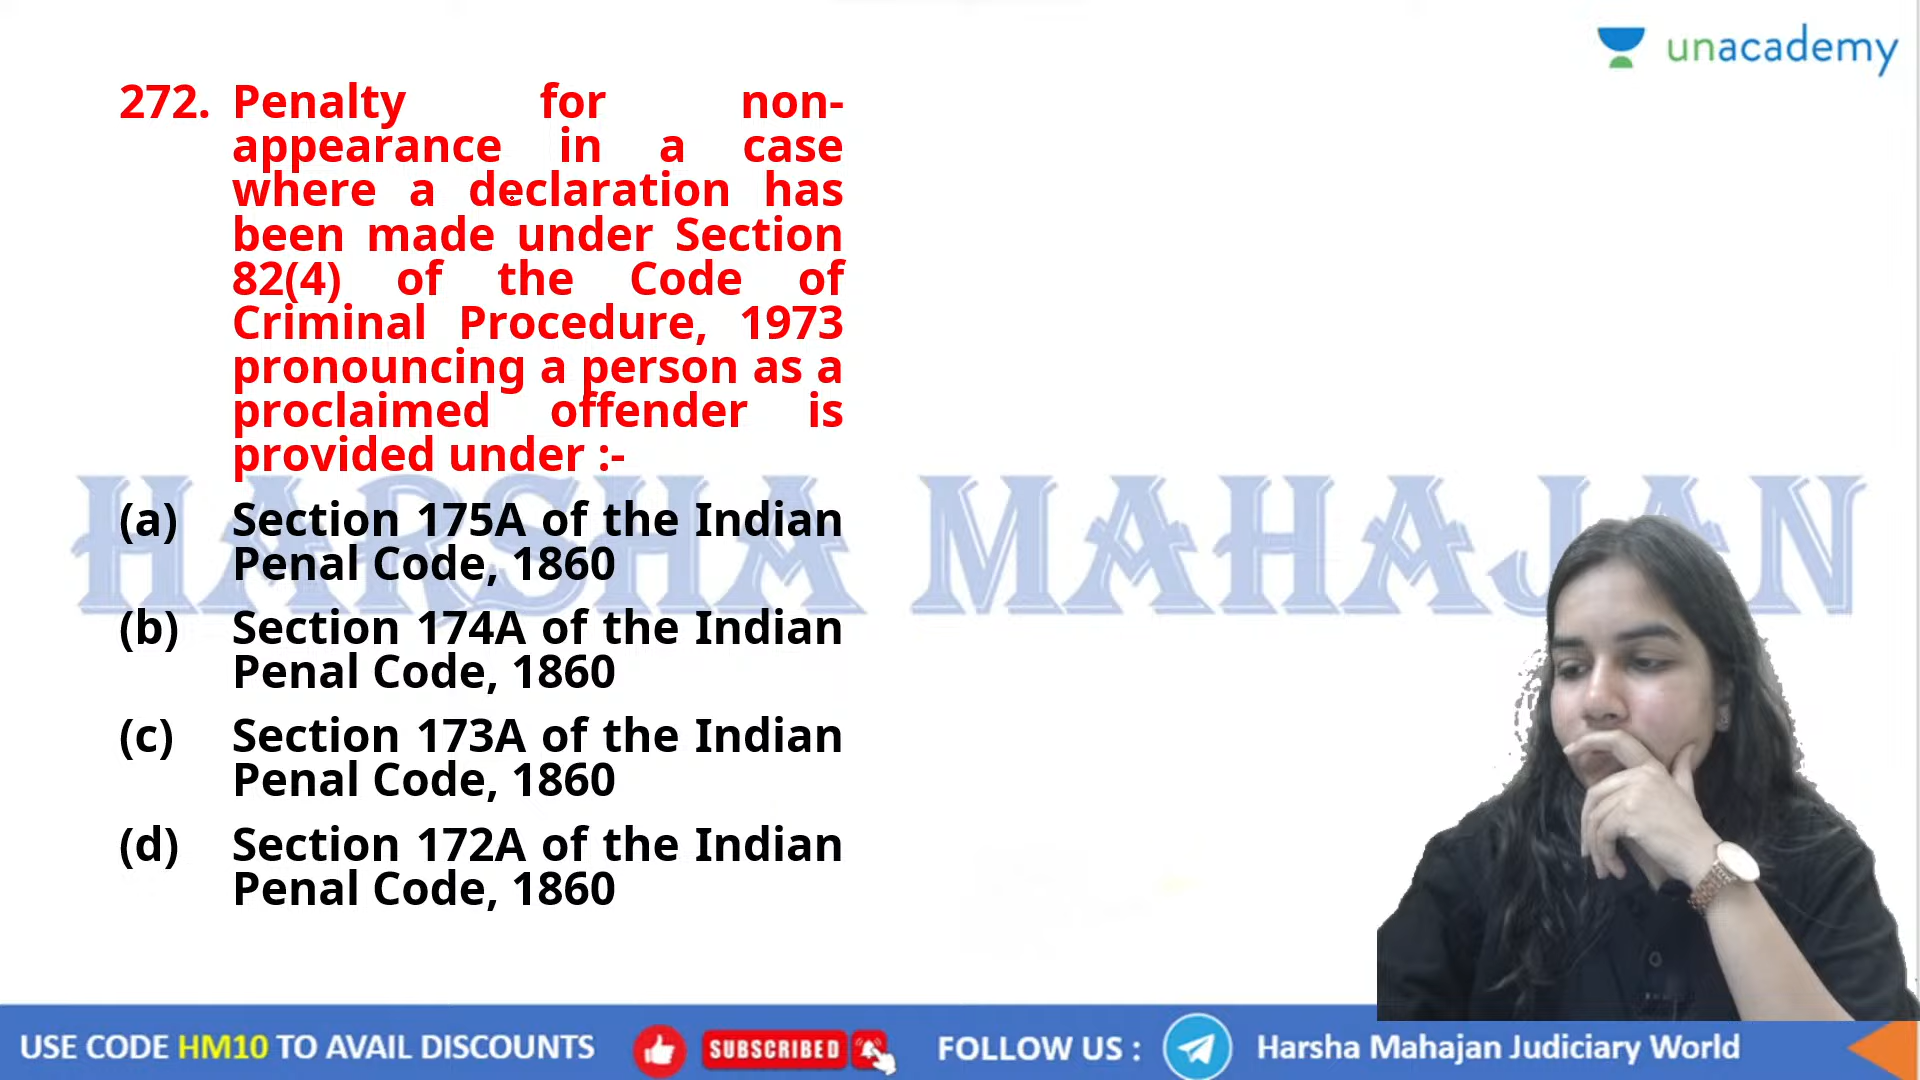 unacademy
272. Penalty for non-
appearance in a case
where a declaration has
been made under Section
82(4) of the Code of
Criminal Procedure, 1973
pronouncing a person as a
proclaimed offender is
provided under :-
HARSHA MAHAJAN
(a) Section 175A of the Indian
Penal Code, 1860
(b) Section 174A of the Indian
Penal Code, 1860
(c) Section 173A of the Indian
Penal Code, 1860
(d) Section 172A of the Indian
Penal Code, 1860
USE CODE HM10 TO AVAIL DISCOUNTS SUBSCRIBED FOLLOW US : Harsha Mahajan Judiciary World